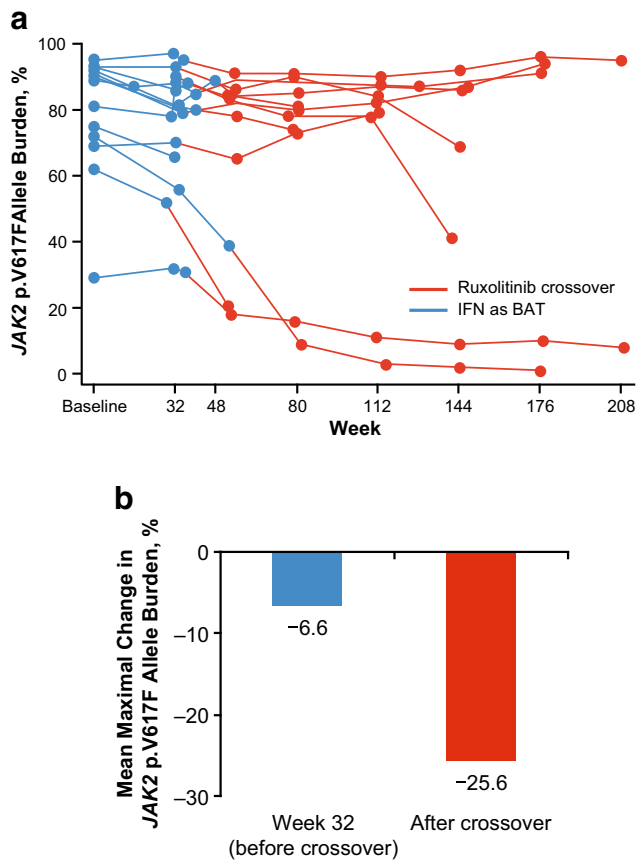 a
JAK2 p.V617FAllele Burden, %
100
80
60
40
20
0
Ruxolitinib crossover
IFN as BAT
Baseline 32 48 80 112 144 176 208
Week
b
Mean Maximal Change in
JAK2 p.V617F Allele Burden, %
0
–10
–20
–30
−6.6
−25.6
Week 32
(before crossover)
After crossover